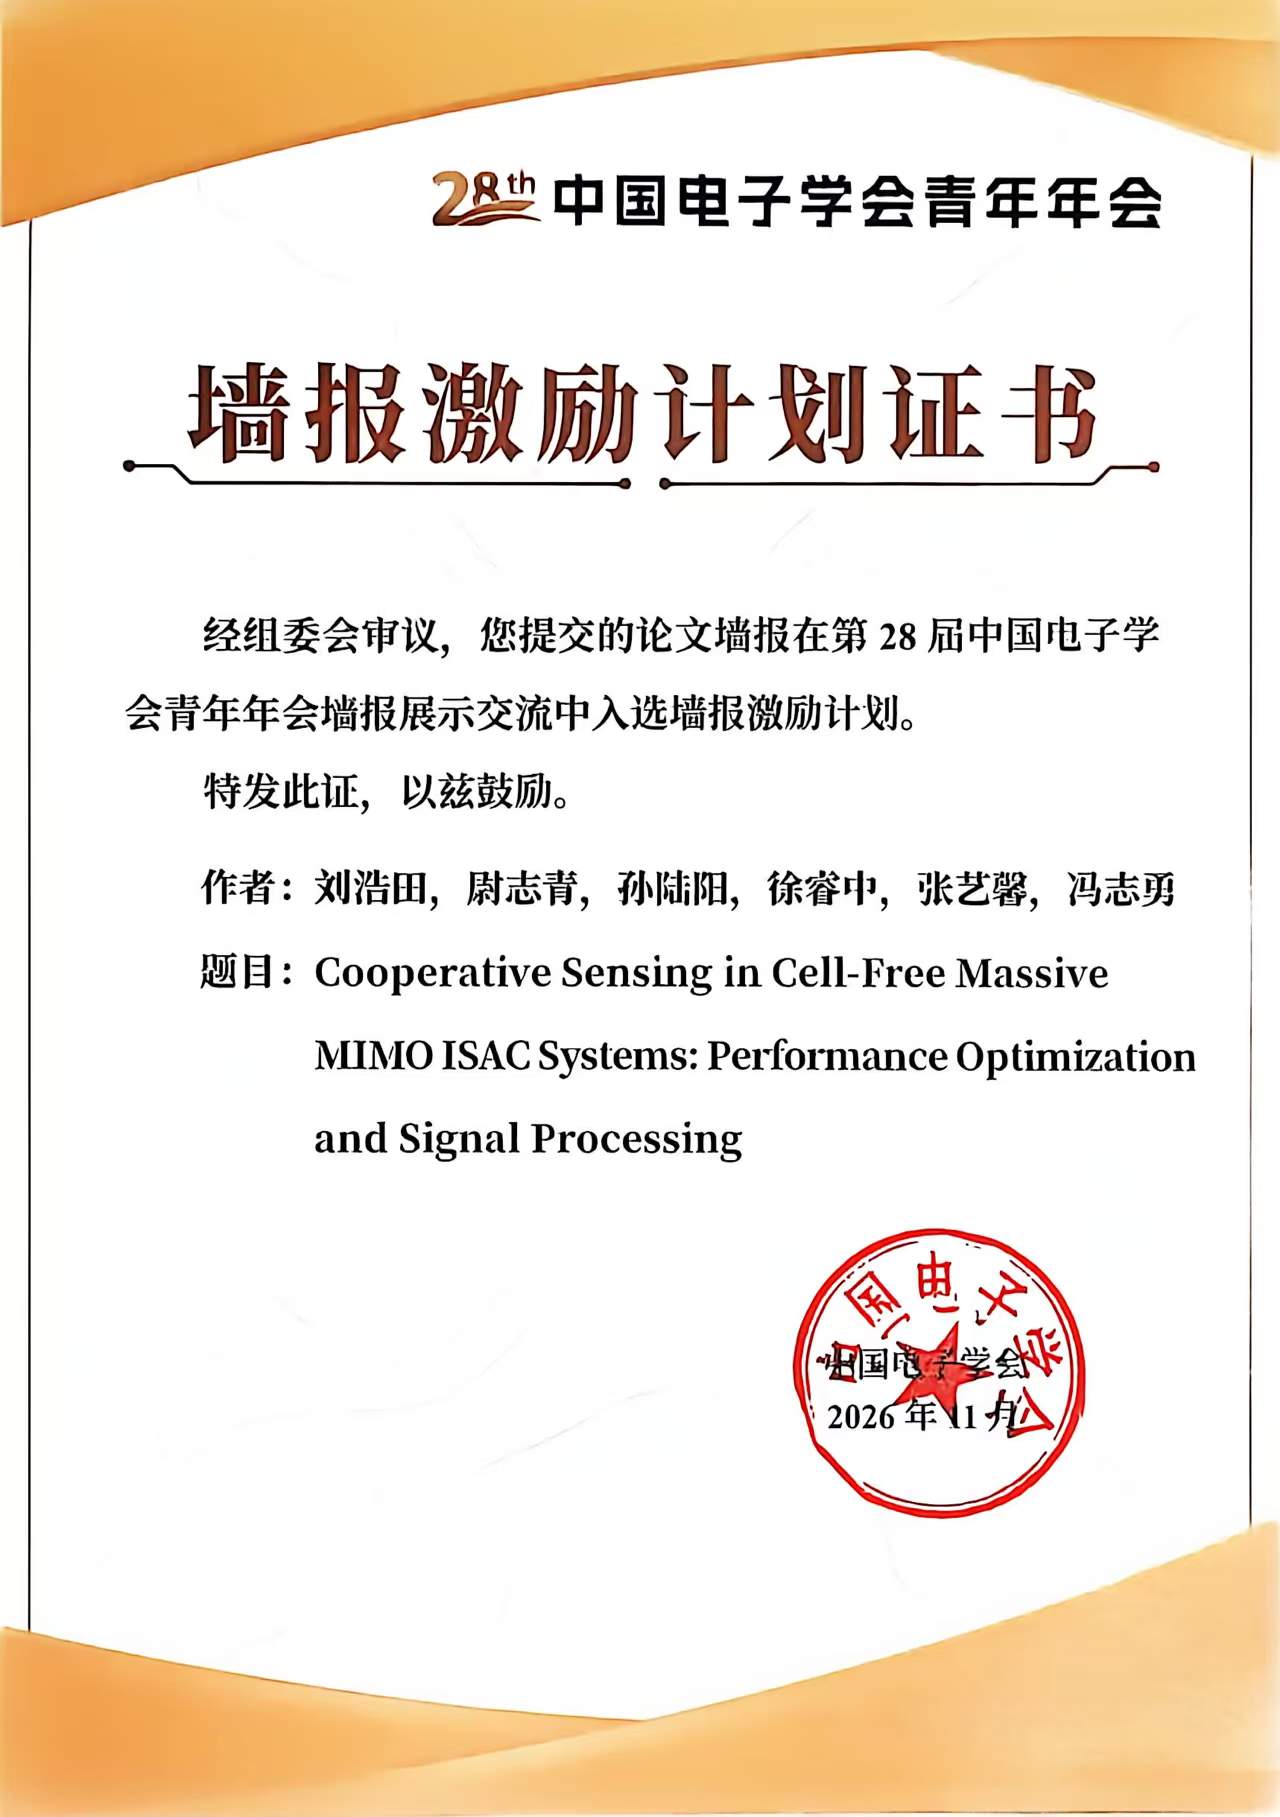 28th 中国电子学会青年年会
墙报激励计划证书
经组委会审议，您提交的论文墙报在第 28 届中国电子学
会青年年会墙报展示交流中入选墙报激励计划。
特发此证，以兹鼓励。
作者：刘浩田，尉志青，孙陆阳，徐睿中，张艺馨，冯志勇
题目：Cooperative Sensing in Cell-Free Massive
MIMO ISAC Systems: Performance Optimization
and Signal Processing
中国电子学会
中国电子学会
2026 年 11 月